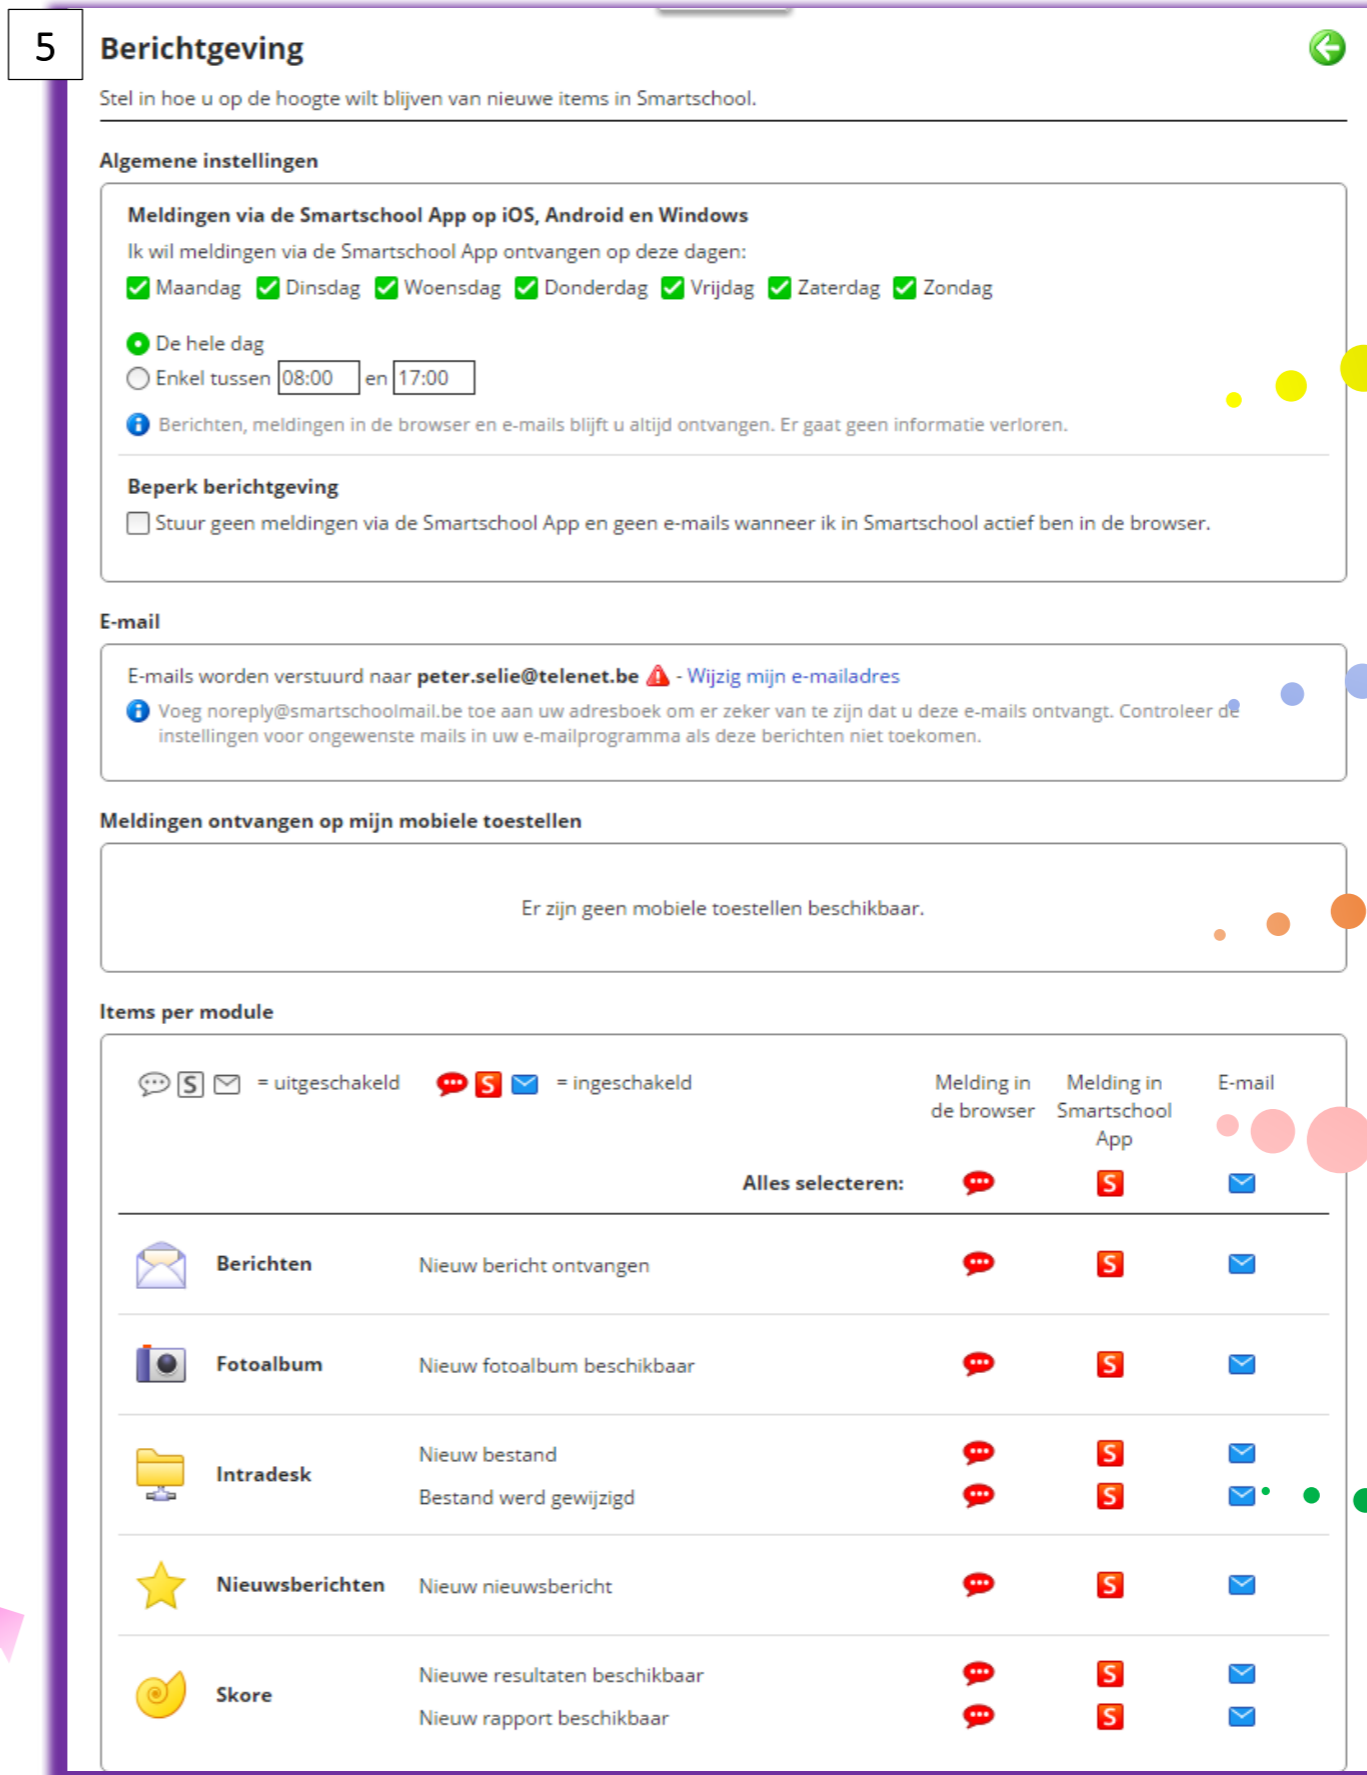 5
Berichtgeving
Stel in hoe u op de hoogte wilt blijven van nieuwe items in Smartschool.
Algemene instellingen
Meldingen via de Smartschool App op iOS, Android en Windows
Ik wil meldingen via de Smartschool App ontvangen op deze dagen:
Maandag Dinsdag Woensdag Donderdag Vrijdag Zaterdag Zondag
De hele dag
Enkel tussen 08:00 en 17:00
Berichten, meldingen in de browser en e-mails blijft u altijd ontvangen. Er gaat geen informatie verloren.
Beperk berichtgeving
Stuur geen meldingen via de Smartschool App en geen e-mails wanneer ik in Smartschool actief ben in de browser.
E-mail
E-mails worden verstuurd naar peter.selie@telenet.be - Wijzig mijn e-mailadres
Voeg noreply@smartschoolmail.be toe aan uw adresboek om er zeker van te zijn dat u deze e-mails ontvangt. Controleer de
instellingen voor ongewenste mails in uw e-mailprogramma als deze berichten niet toekomen.
Meldingen ontvangen op mijn mobiele toestellen
Er zijn geen mobiele toestellen beschikbaar.
Items per module
S = uitgeschakeld S = ingeschakeld
Melding in Melding in E-mail
de browser Smartschool
App
Alles selecteren: S
Berichten Nieuw bericht ontvangen S
Fotoalbum Nieuw fotoalbum beschikbaar S
Nieuw bestand S
Intradesk
Bestand werd gewijzigd S
Nieuwsberichten Nieuw nieuwsbericht S
Nieuwe resultaten beschikbaar S
Skore
Nieuw rapport beschikbaar S